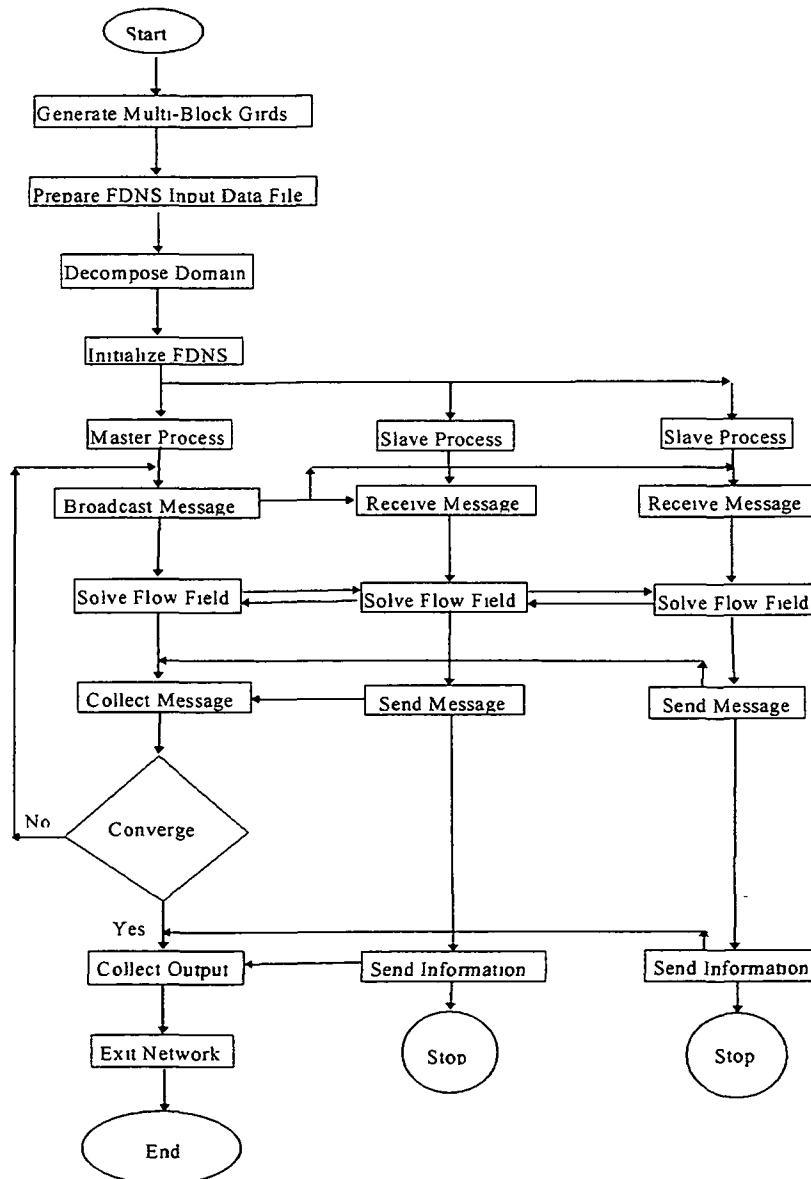 Start
Generate Multi-Block Girds
Prepare FDNS Input Data File
Decompose Domain
Initialize FDNS
Master Process
Slave Process
Slave Process
Broadcast Message
Receive Message
Receive Message
Solve Flow Field
Solve Flow Field
Solve Flow Field
Collect Message
Send Message
Send Message
No
Converge
Yes
Collect Output
Send Information
Send Information
Exit Network
Stop
Stop
End